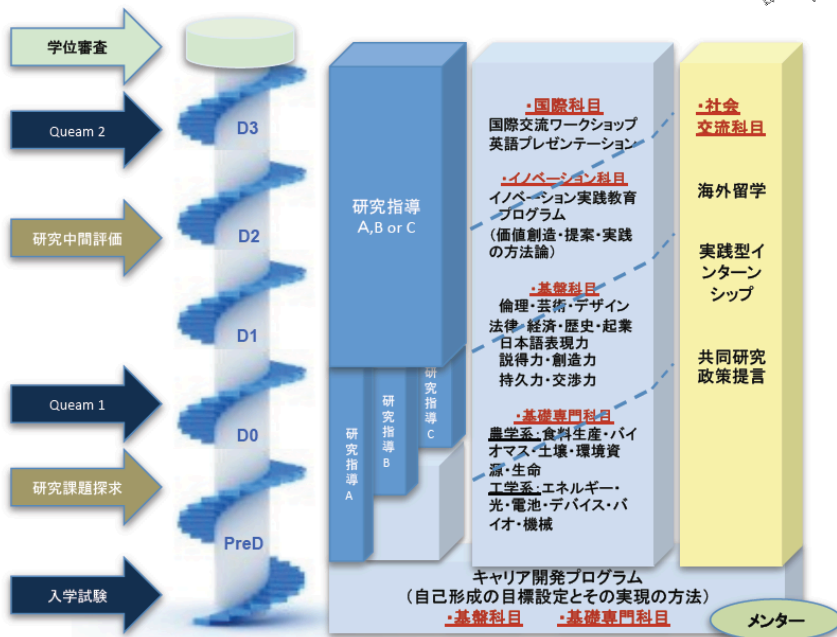 学位審査
Queam 2
研究中間評価
Queam 1
研究課題探求
入学試験
D3
D2
D1
D0
PreD
研究指導
A,B or C
研究指導A
研究指導B
研究指導C
・国際科目
国際交流ワークショップ
英語プレゼンテーション
・イノベーション科目
イノベーション実践教育
プログラム
(価値創造・提案・実践
の方法論)
・基盤科目
倫理・芸術・デザイン
法律・経済・歴史・起業
日本語表現力
説得力・創造力
持久力・交渉力
・基礎専門科目
農学系:食料生産・バイ
オマス・土壌・環境資
源・生命
工学系:エネルギー・
光・電池・デバイス・バ
イオ・機械
・社会
交流科目
海外留学
実践型イ
ンターン
シップ
共同研究
政策提言
キャリア開発プログラム
(自己形成の目標設定とその実現の方法)
・基盤科目 ・基礎専門科目
メンター